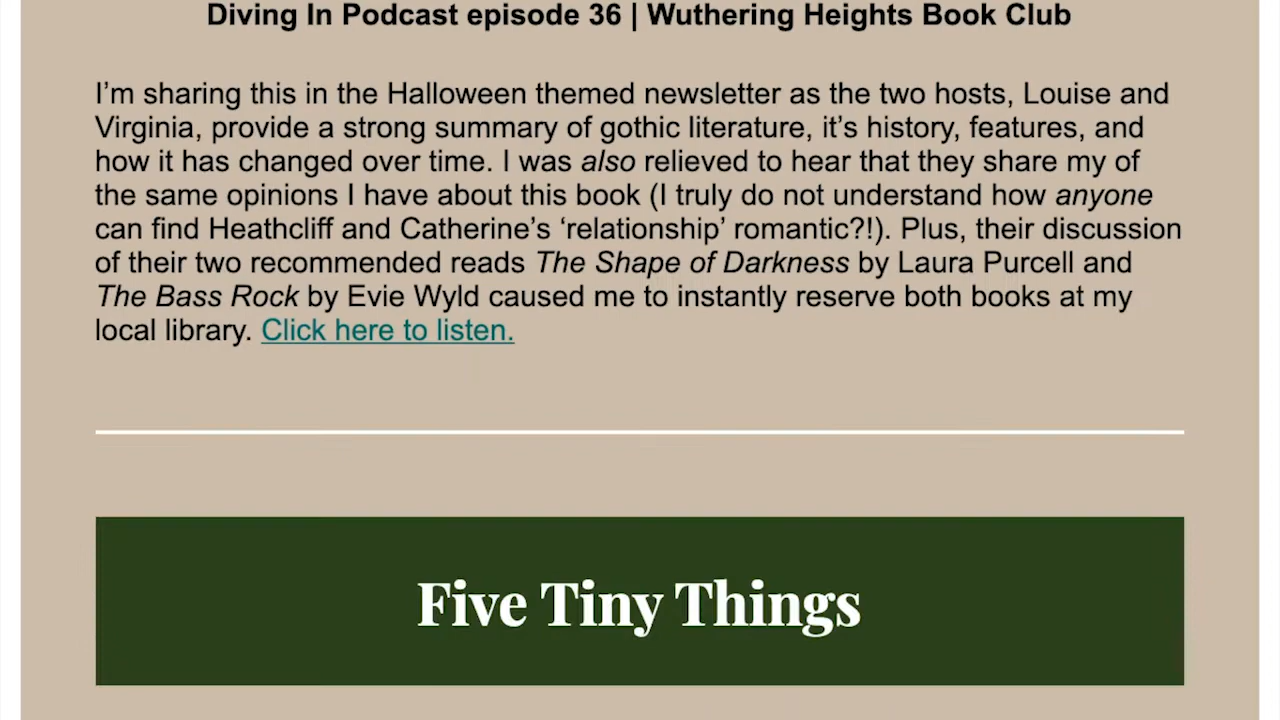 Diving In Podcast episode 36 | Wuthering Heights Book Club
I’m sharing this in the Halloween themed newsletter as the two hosts, Louise and
Virginia, provide a strong summary of gothic literature, it’s history, features, and
how it has changed over time. I was also relieved to hear that they share my of
the same opinions I have about this book (I truly do not understand how anyone
can find Heathcliff and Catherine’s ‘relationship’ romantic?!). Plus, their discussion
of their two recommended reads The Shape of Darkness by Laura Purcell and
The Bass Rock by Evie Wyld caused me to instantly reserve both books at my
local library. Click here to listen.
Five Tiny Things